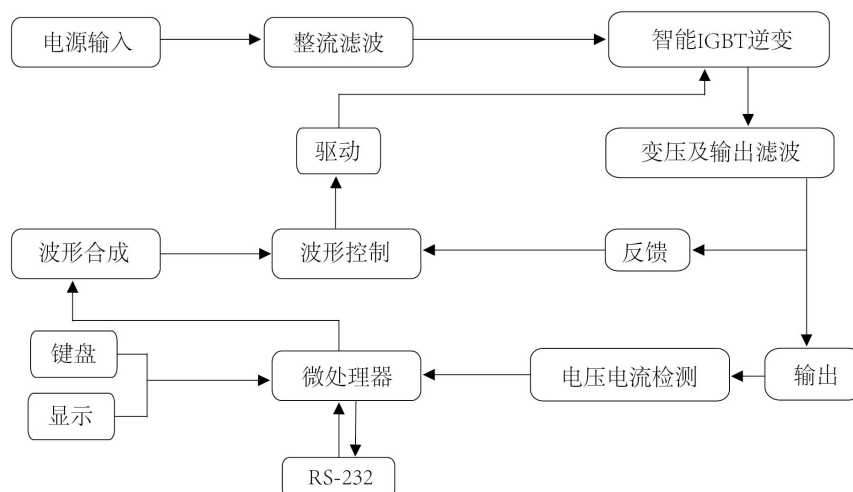 电源输入
整流滤波
智能IGBT逆变
驱动
变压及输出滤波
波形合成
波形控制
反馈
键盘
显示
微处理器
电压电流检测
输出
RS-232